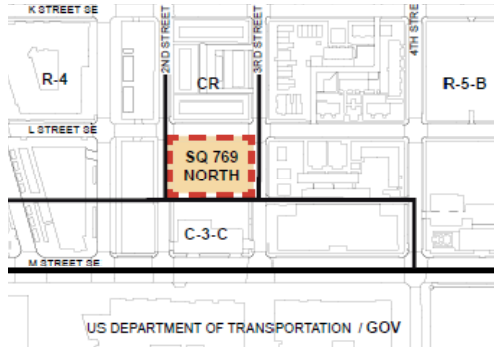 K STREET SE
2ND STREET
3RD STREET
4TH STRE
R-4
CR
R-5-B
L STREET SE
SQ 769
NORTH
C-3-C
M STREET SE
US DEPARTMENT OF TRANSPORTATION / GOV